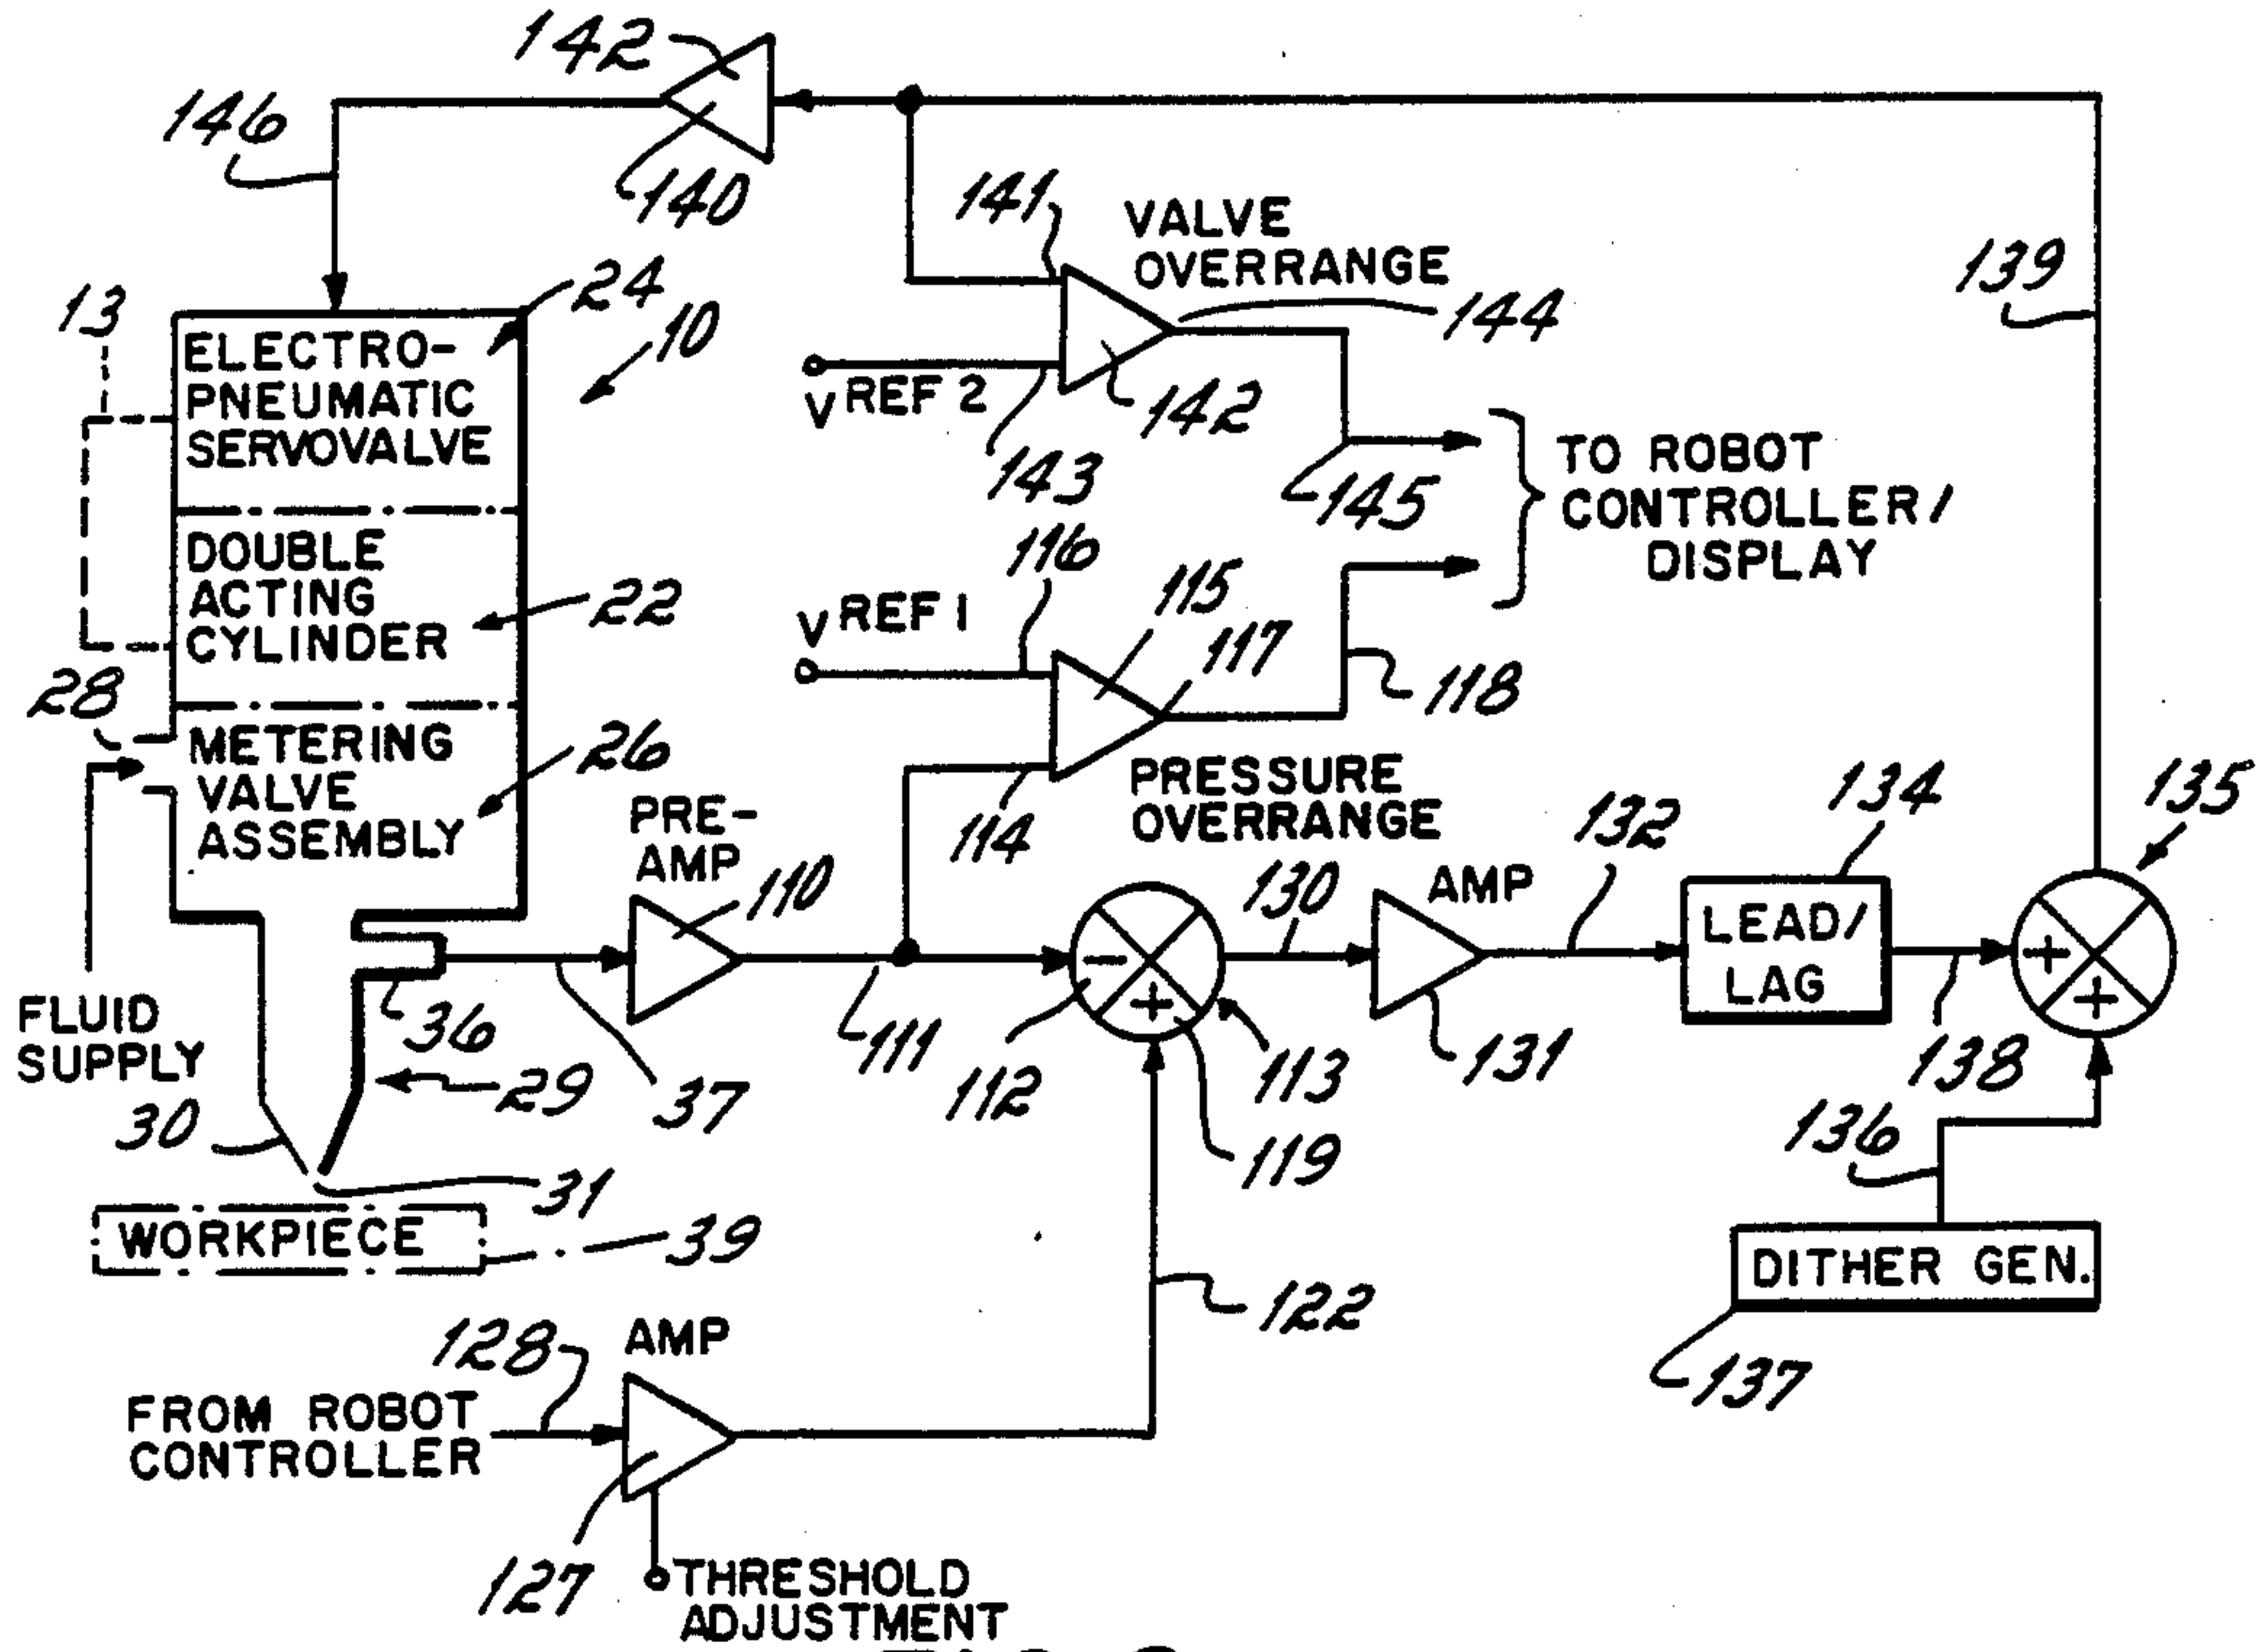 142
146
140
141
VALVE
OVERRANGE
139
13
24
10
144
ELECTRO-
PNEUMATIC
SERVOVALVE
V REF 2
142
143
145
TO ROBOT
CONTROLLER/
DISPLAY
DOUBLE
ACTING
CYLINDER
22
116
115
117
V REF 1
118
28
METERING
VALVE
ASSEMBLY
26
PRE-
AMP
110
114
PRESSURE
OVERRANGE
132
134
135
130
AMP
LEAD/
LAG
FLUID
SUPPLY
36
29
37
111
112
-
+
113
119
131
138
+
+
30
31
136
WORKPIECE
39
DITHER GEN.
137
122
128
AMP
FROM ROBOT
CONTROLLER
127
THRESHOLD
ADJUSTMENT